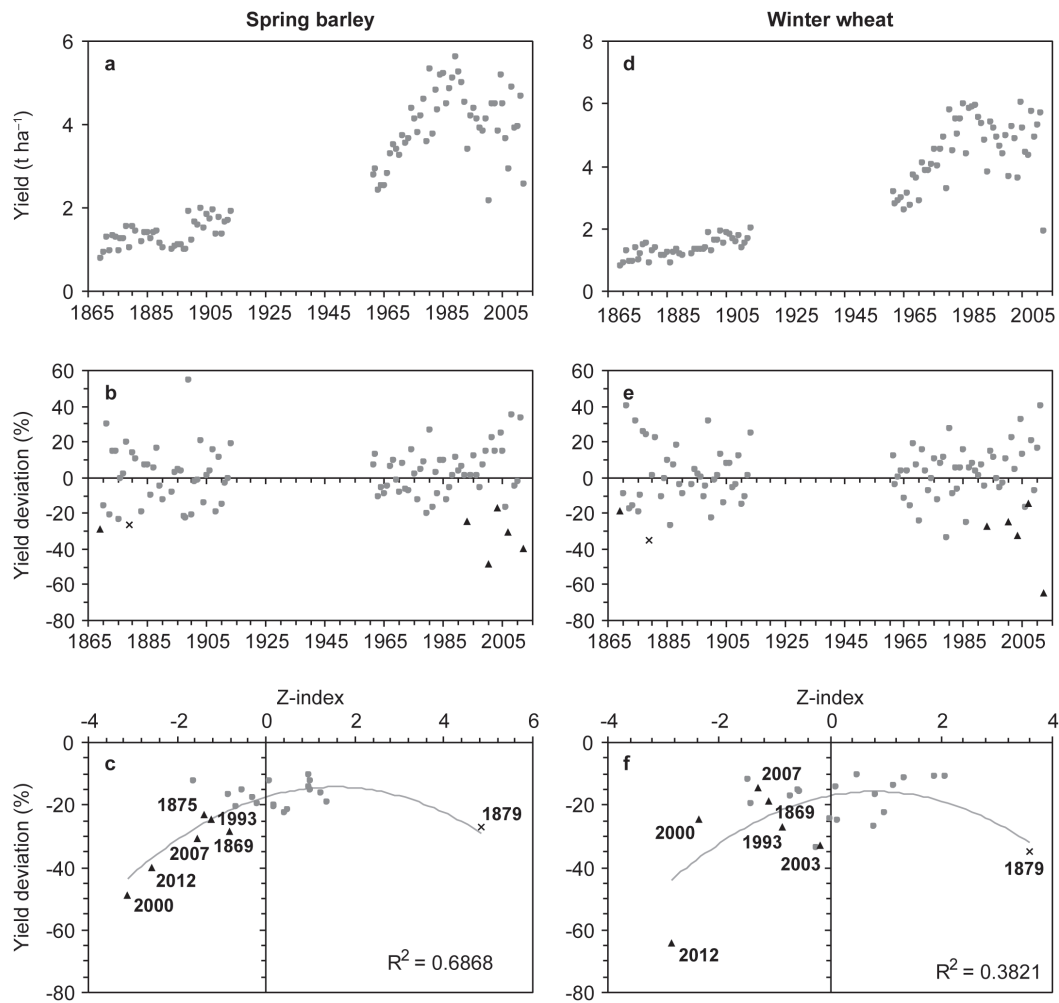 Spring barley
Winter wheat
a
d
Yield (t ha⁻¹)
6
4
2
0
8
6
4
2
0
1865 1885 1905 1925 1945 1965 1985 2005
1865 1885 1905 1925 1945 1965 1985 2005
b
e
Yield deviation (%)
60
40
20
0
-20
-40
-60
-80
60
40
20
0
-20
-40
-60
-80
1865 1885 1905 1925 1945 1965 1985 2005
1865 1885 1905 1925 1945 1965 1985 2005
Z-index
-4 -2 0 2 4 6
Z-index
-4 -2 0 2 4
c
Yield deviation (%)
0
-20
-40
-60
-80
1875
1993
1869
2007
2012
2000
1879
R² = 0.6868
f
0
-20
-40
-60
-80
2007
1869
2000
1993
2003
1879
2012
R² = 0.3821